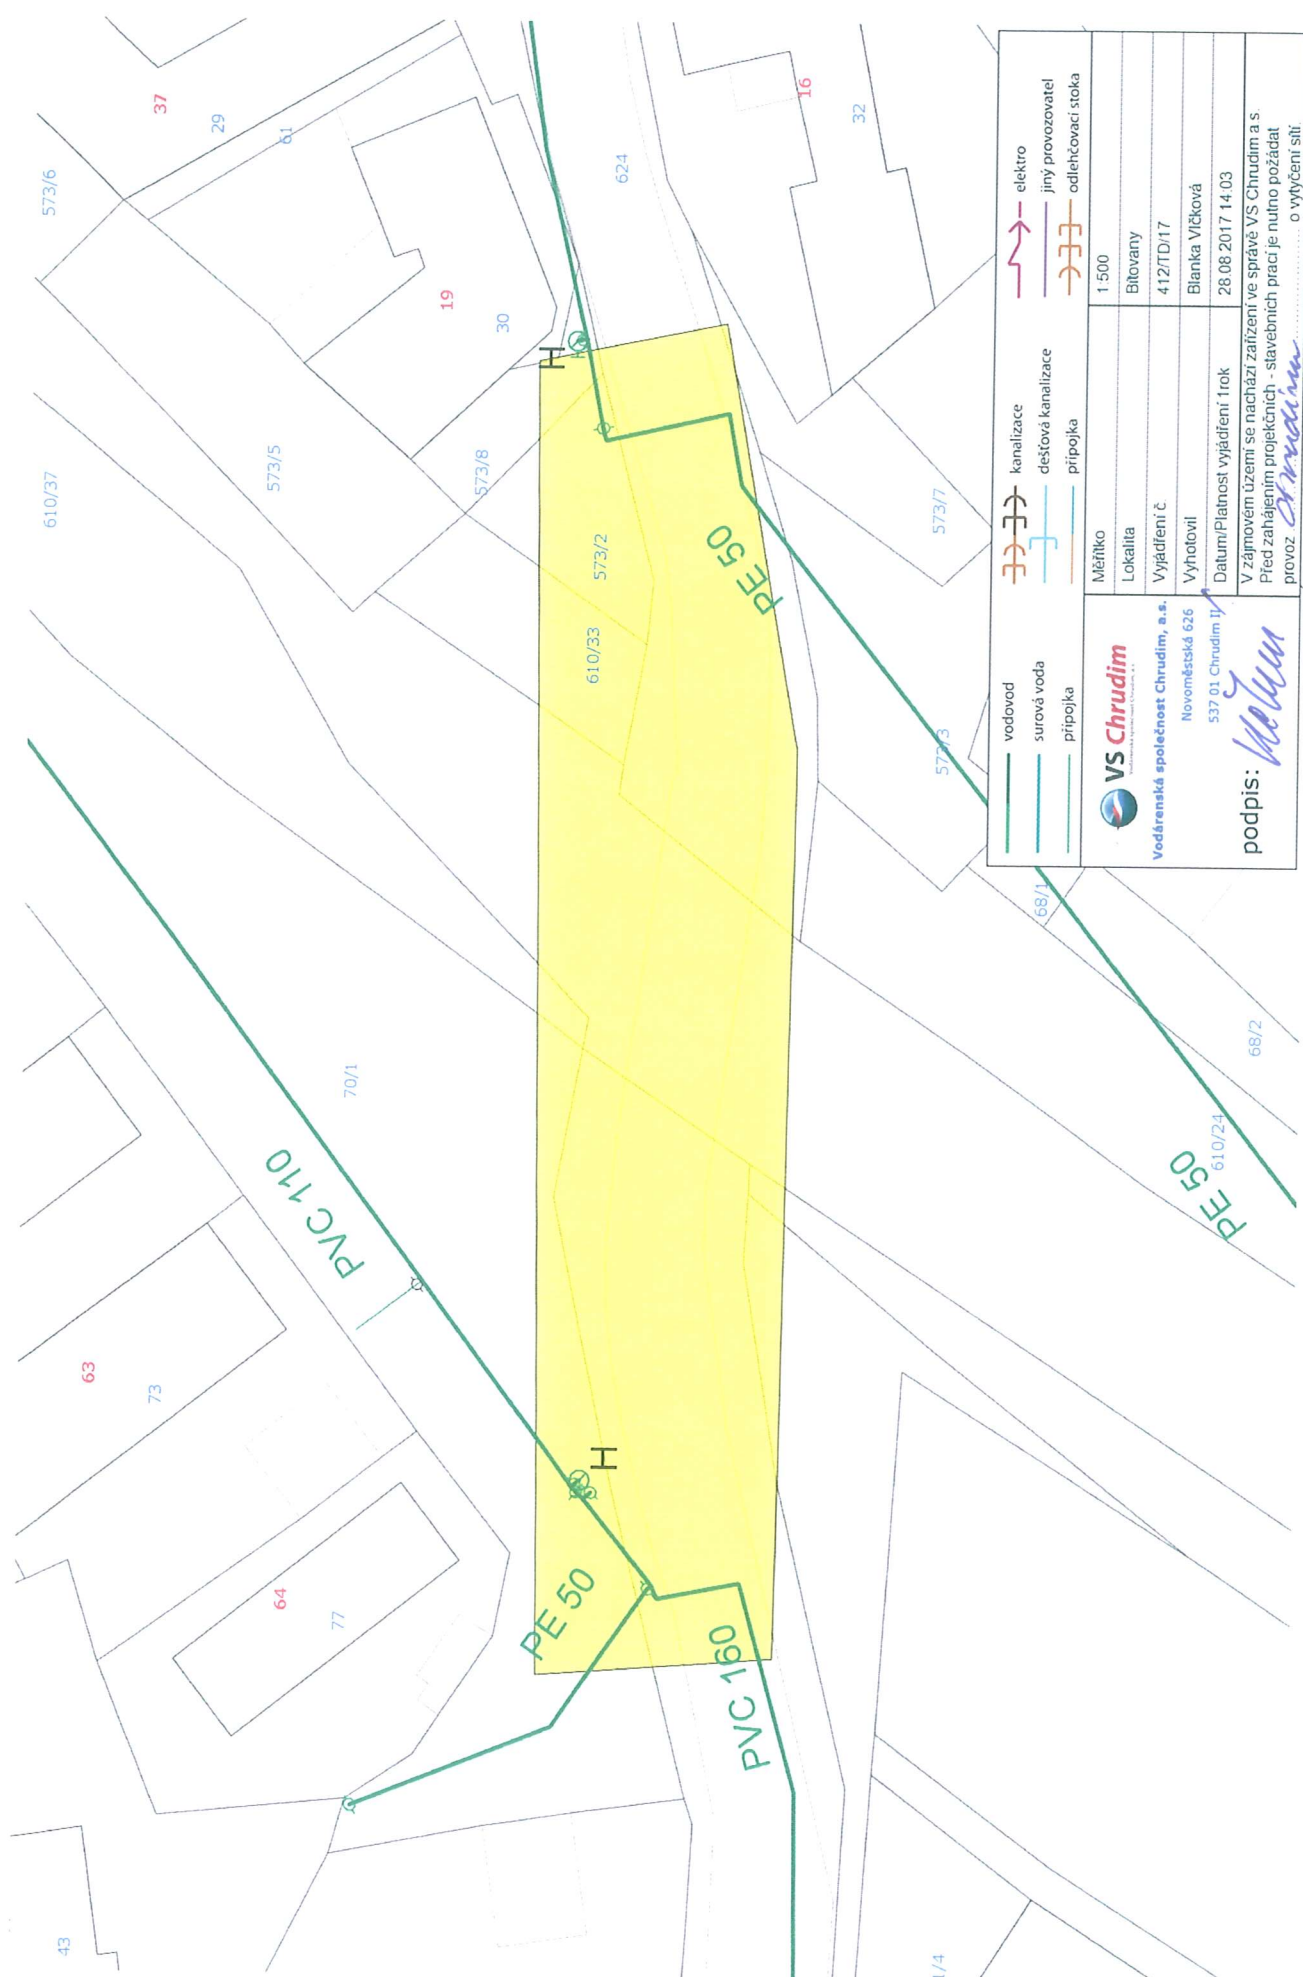 573/6
37
29
61
610/37
573/5
19
30
573/8
H
624
16
32
573/2
610/33
PE 50
573/7
573/3
70/1
PVC 110
68/1
68/2
610/24
PE 50
63
73
64
77
H
PE 50
PVC 160
43
1/4
vodovod
surová voda
přípojka
kanalizace
dešťová kanalizace
přípojka
elektro
jiný provozovatel
odlehčovací stoka
VS Chrudim
Vodárenská společnost Chrudim, a.s.
Novoměstská 626
537 01 Chrudim II
podpis:
Měřítko 1:500
Lokalita Bítovany
Vyjádření č. 412/TD/17
Vyhotovil Blanka Vlčková
Datum/Platnost vyjádření 1rok 28.08.2017 14:03
V zájmovém území se nachází zařízení ve správě VS Chrudim a s.
Před zahájením projekčních - stavebních prací je nutno požádat
provoz o vytyčení sítí